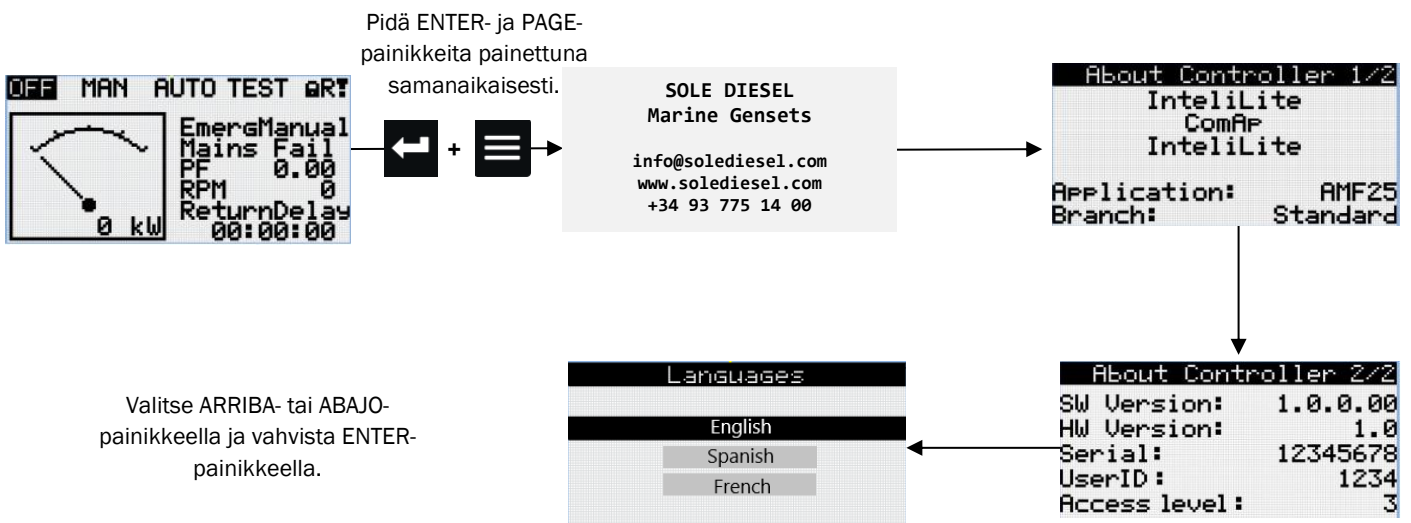 Pidä ENTER- ja PAGE-
painikkeita painettuna
samanaikaisesti.
OFF MAN AUTO TEST
EmergManual
Mains Fail
PF 0.00
RPM 0
ReturnDelay
00:00:00
0 kW
+
SOLE DIESEL
Marine Gensets
info@solediesel.com
www.solediesel.com
+34 93 775 14 00
About Controller 1/2
InteliLite
ComAp
InteliLite
Application: AMF25
Branch: Standard
About Controller 2/2
SW Version: 1.0.0.00
HW Version: 1.0
Serial: 12345678
UserID: 1234
Access level: 3
Languages
English
Spanish
French
Valitse ARRIBA- tai ABAJO-
painikkeella ja vahvista ENTER-
painikkeella.